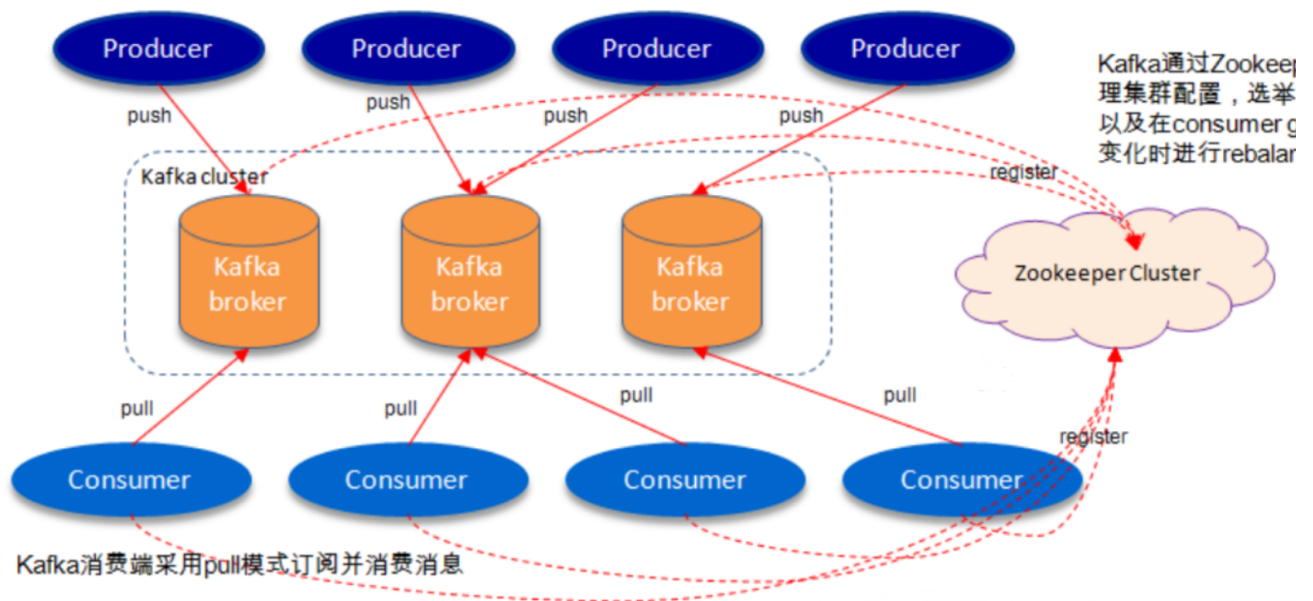 Producer
Producer
Producer
Producer
push
push
push
push
Kafka通过Zookeep
理集群配置，选举
以及在consumer g
变化时进行rebalar
Kafka cluster
register
Kafka
broker
Kafka
broker
Kafka
broker
Zookeeper Cluster
pull
pull
pull
pull
register
Consumer
Consumer
Consumer
Consumer
Kafka消费端采用pull模式订阅并消费消息